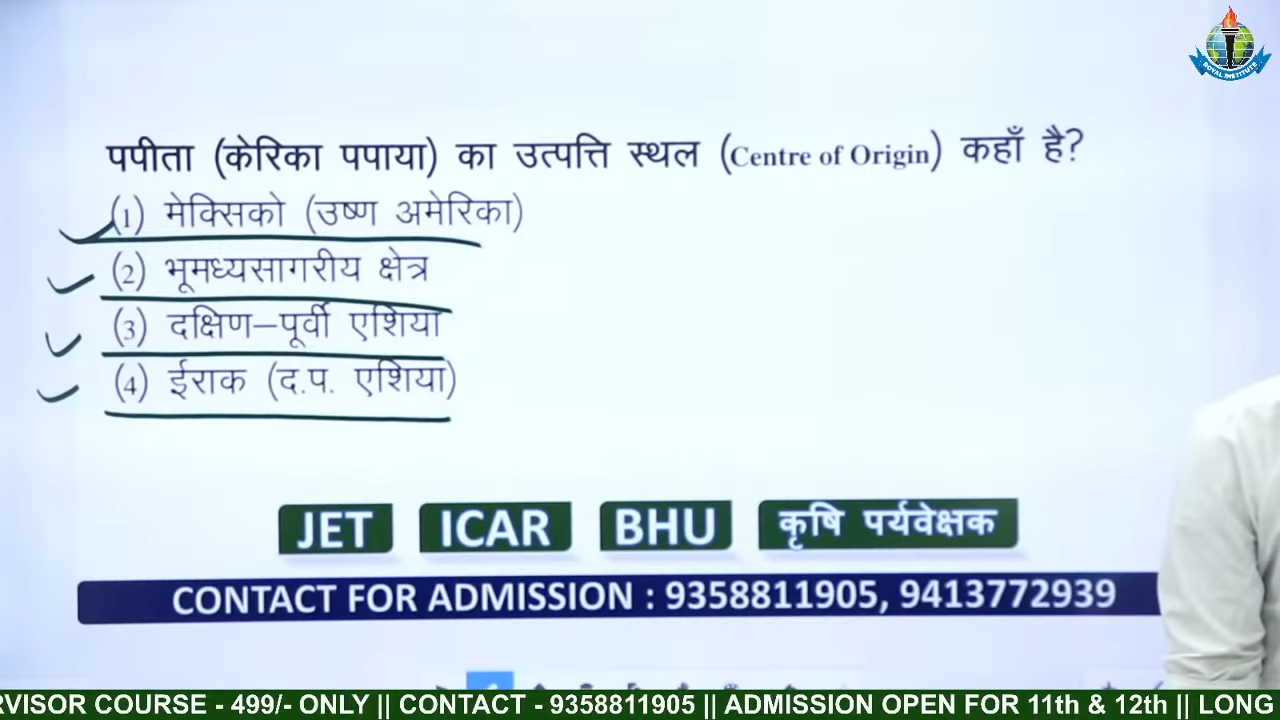 ROYAL INSTITUTE
पपीता (केरिका पपाया) का उत्पत्ति स्थल (Centre of Origin) कहाँ है?
(1) मेक्सिको (उष्ण अमेरिका)
(2) भूमध्यसागरीय क्षेत्र
(3) दक्षिण–पूर्वी एशिया
(4) ईराक (द.प. एशिया)
JET ICAR BHU कृषि पर्यवेक्षक
CONTACT FOR ADMISSION : 9358811905, 9413772939
RVISOR COURSE - 499/- ONLY || CONTACT - 9358811905 || ADMISSION OPEN FOR 11th & 12th || LONG